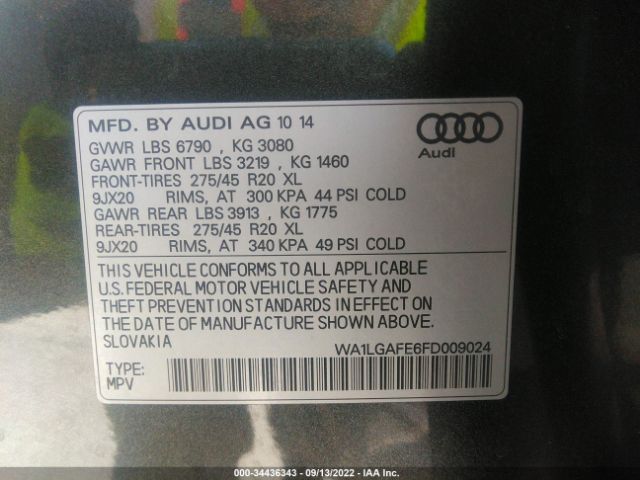 MFD. BY AUDI AG 10 14
GVWR LBS 6790 , KG 3080
GAWR FRONT LBS 3219 , KG 1460
FRONT-TIRES 275/45 R20 XL
9JX20 RIMS, AT 300 KPA 44 PSI COLD
GAWR REAR LBS 3913 , KG 1775
REAR-TIRES 275/45 R20 XL
9JX20 RIMS, AT 340 KPA 49 PSI COLD
Audi
THIS VEHICLE CONFORMS TO ALL APPLICABLE
U.S. FEDERAL MOTOR VEHICLE SAFETY AND
THEFT PREVENTION STANDARDS IN EFFECT ON
THE DATE OF MANUFACTURE SHOWN ABOVE.
SLOVAKIA
WA1LGAFE6FD009024
TYPE:
MPV
000-34436343 - 09/13/2022 - IAA Inc.